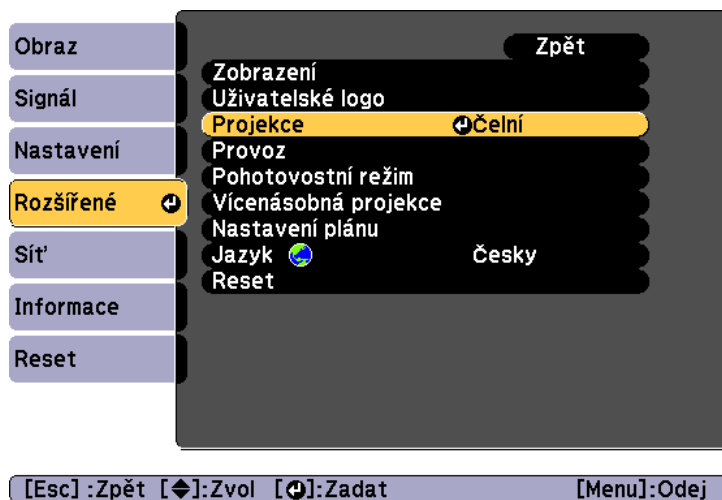 Obraz
Signál
Nastavení
Rozšířené
Síť
Informace
Reset
Zpět
Zobrazení
Uživatelské logo
Projekce Čelní
Provoz
Pohotovostní režim
Vícenásobná projekce
Nastavení plánu
Jazyk Česky
Reset
[Esc] :Zpět [◆]:Zvol [↵]:Zadat [Menu]:Odej